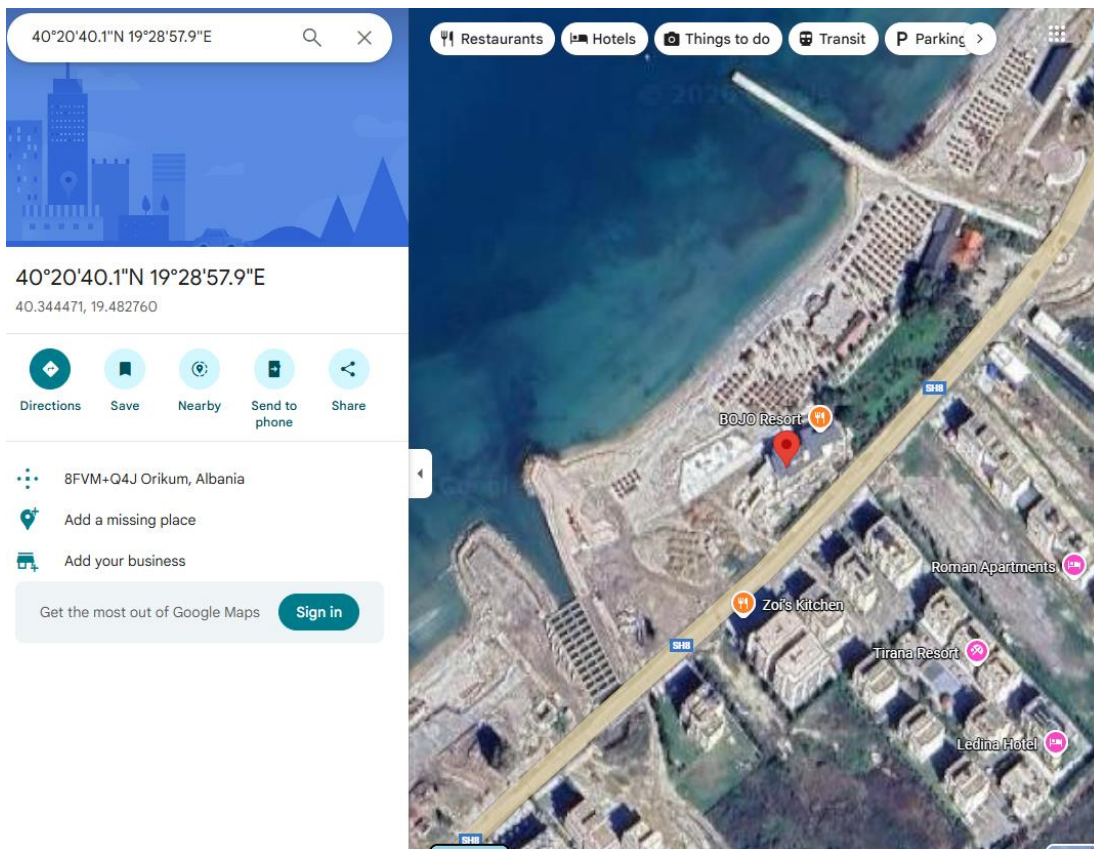 40°20'40.1"N 19°28'57.9"E
Restaurants
Hotels
Things to do
Transit
Parking
40°20'40.1"N 19°28'57.9"E
40.344471, 19.482760
Directions
Save
Nearby
Send to
phone
Share
8FVM+Q4J Orikum, Albania
Add a missing place
Add your business
Get the most out of Google Maps
Sign in
SH8
BOJO Resort
Roman Apartments
Zoi's Kitchen
SH8
Tirana Resort
Ledina Hotel
SH8